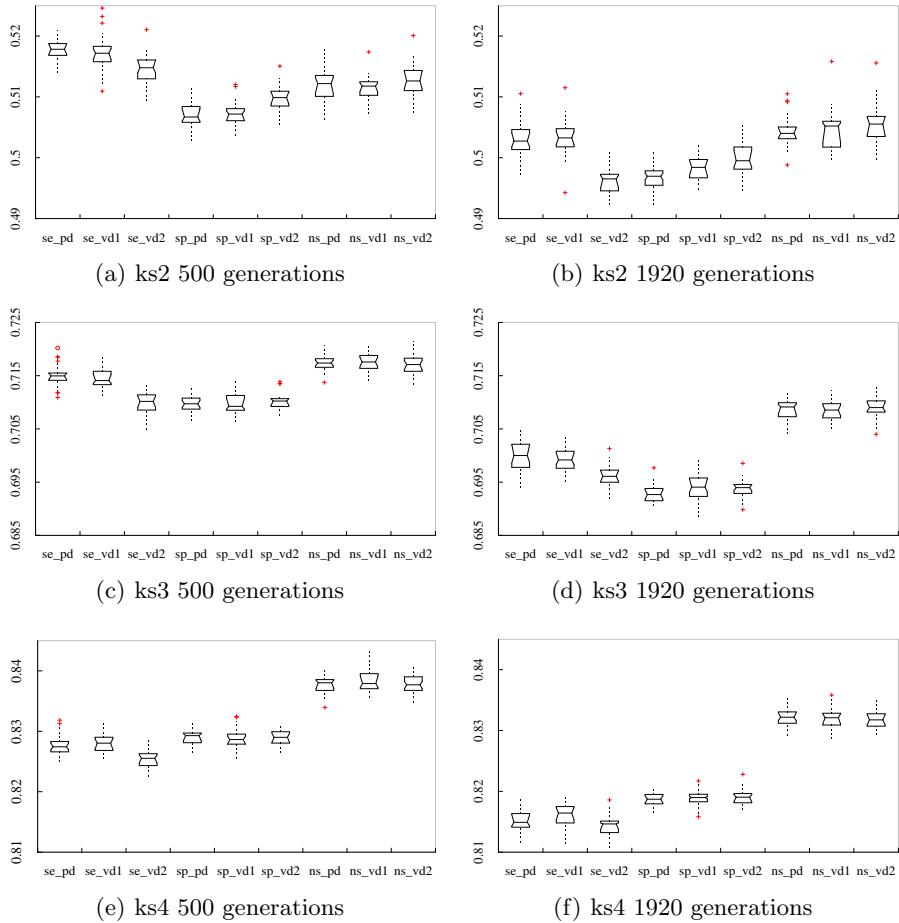 0.52
0.51
0.5
0.49
se_pd se_vd1 se_vd2 sp_pd sp_vd1 sp_vd2 ns_pd ns_vd1 ns_vd2
(a) ks2 500 generations
0.52
0.51
0.5
0.49
se_pd se_vd1 se_vd2 sp_pd sp_vd1 sp_vd2 ns_pd ns_vd1 ns_vd2
(b) ks2 1920 generations
0.725
0.715
0.705
0.695
0.685
se_pd se_vd1 se_vd2 sp_pd sp_vd1 sp_vd2 ns_pd ns_vd1 ns_vd2
(c) ks3 500 generations
0.725
0.715
0.705
0.695
0.685
se_pd se_vd1 se_vd2 sp_pd sp_vd1 sp_vd2 ns_pd ns_vd1 ns_vd2
(d) ks3 1920 generations
0.84
0.83
0.82
0.81
se_pd se_vd1 se_vd2 sp_pd sp_vd1 sp_vd2 ns_pd ns_vd1 ns_vd2
(e) ks4 500 generations
0.84
0.83
0.82
0.81
se_pd se_vd1 se_vd2 sp_pd sp_vd1 sp_vd2 ns_pd ns_vd1 ns_vd2
(f) ks4 1920 generations